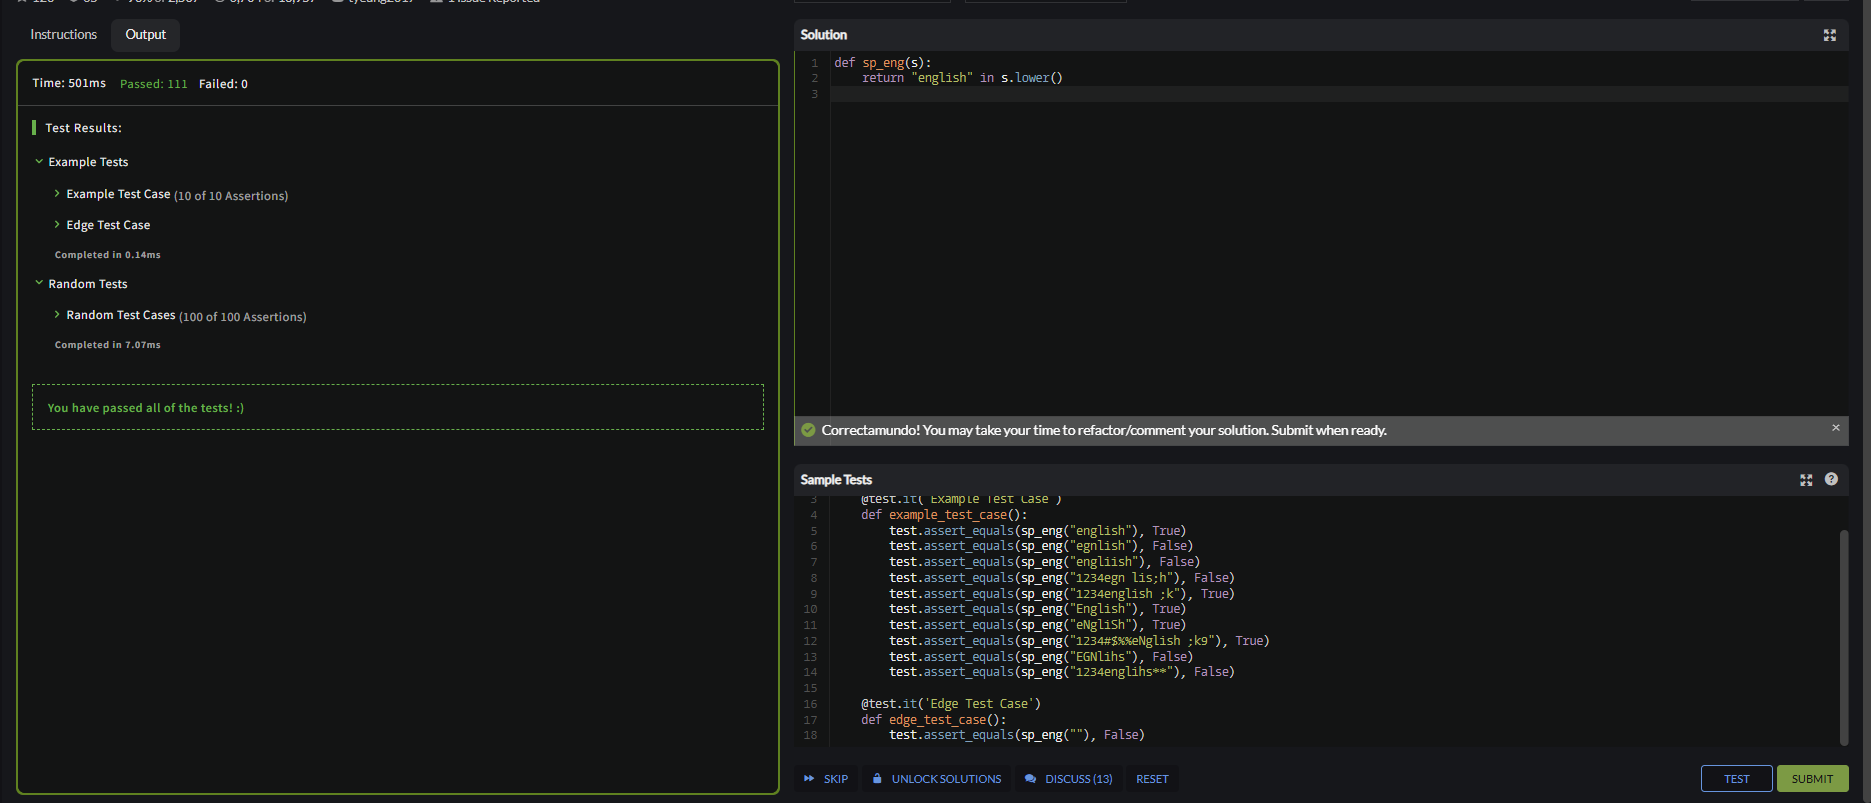 Instructions
Output
Time: 501ms Passed: 111 Failed: 0
Test Results:
Example Tests
Example Test Case (10 of 10 Assertions)
Edge Test Case
Completed in 0.14ms
Random Tests
Random Test Cases (100 of 100 Assertions)
Completed in 7.07ms
You have passed all of the tests! :)
Solution
1 def sp_eng(s):
2     return "english" in s.lower()
3
Correctamundo! You may take your time to refactor/comment your solution. Submit when ready.
×
Sample Tests
?
3     @test.it('Example Test Case')
4     def example_test_case():
5         test.assert_equals(sp_eng("english"), True)
6         test.assert_equals(sp_eng("egnlish"), False)
7         test.assert_equals(sp_eng("engliish"), False)
8         test.assert_equals(sp_eng("1234egn lis;h"), False)
9         test.assert_equals(sp_eng("1234english ;k"), True)
10         test.assert_equals(sp_eng("English"), True)
11         test.assert_equals(sp_eng("eNgliSh"), True)
12         test.assert_equals(sp_eng("1234#$%%eNglish ;k9"), True)
13         test.assert_equals(sp_eng("EGNlihs"), False)
14         test.assert_equals(sp_eng("1234englihs**"), False)
15
16     @test.it('Edge Test Case')
17     def edge_test_case():
18         test.assert_equals(sp_eng(""), False)
SKIP
UNLOCK SOLUTIONS
DISCUSS (13)
RESET
TEST
SUBMIT